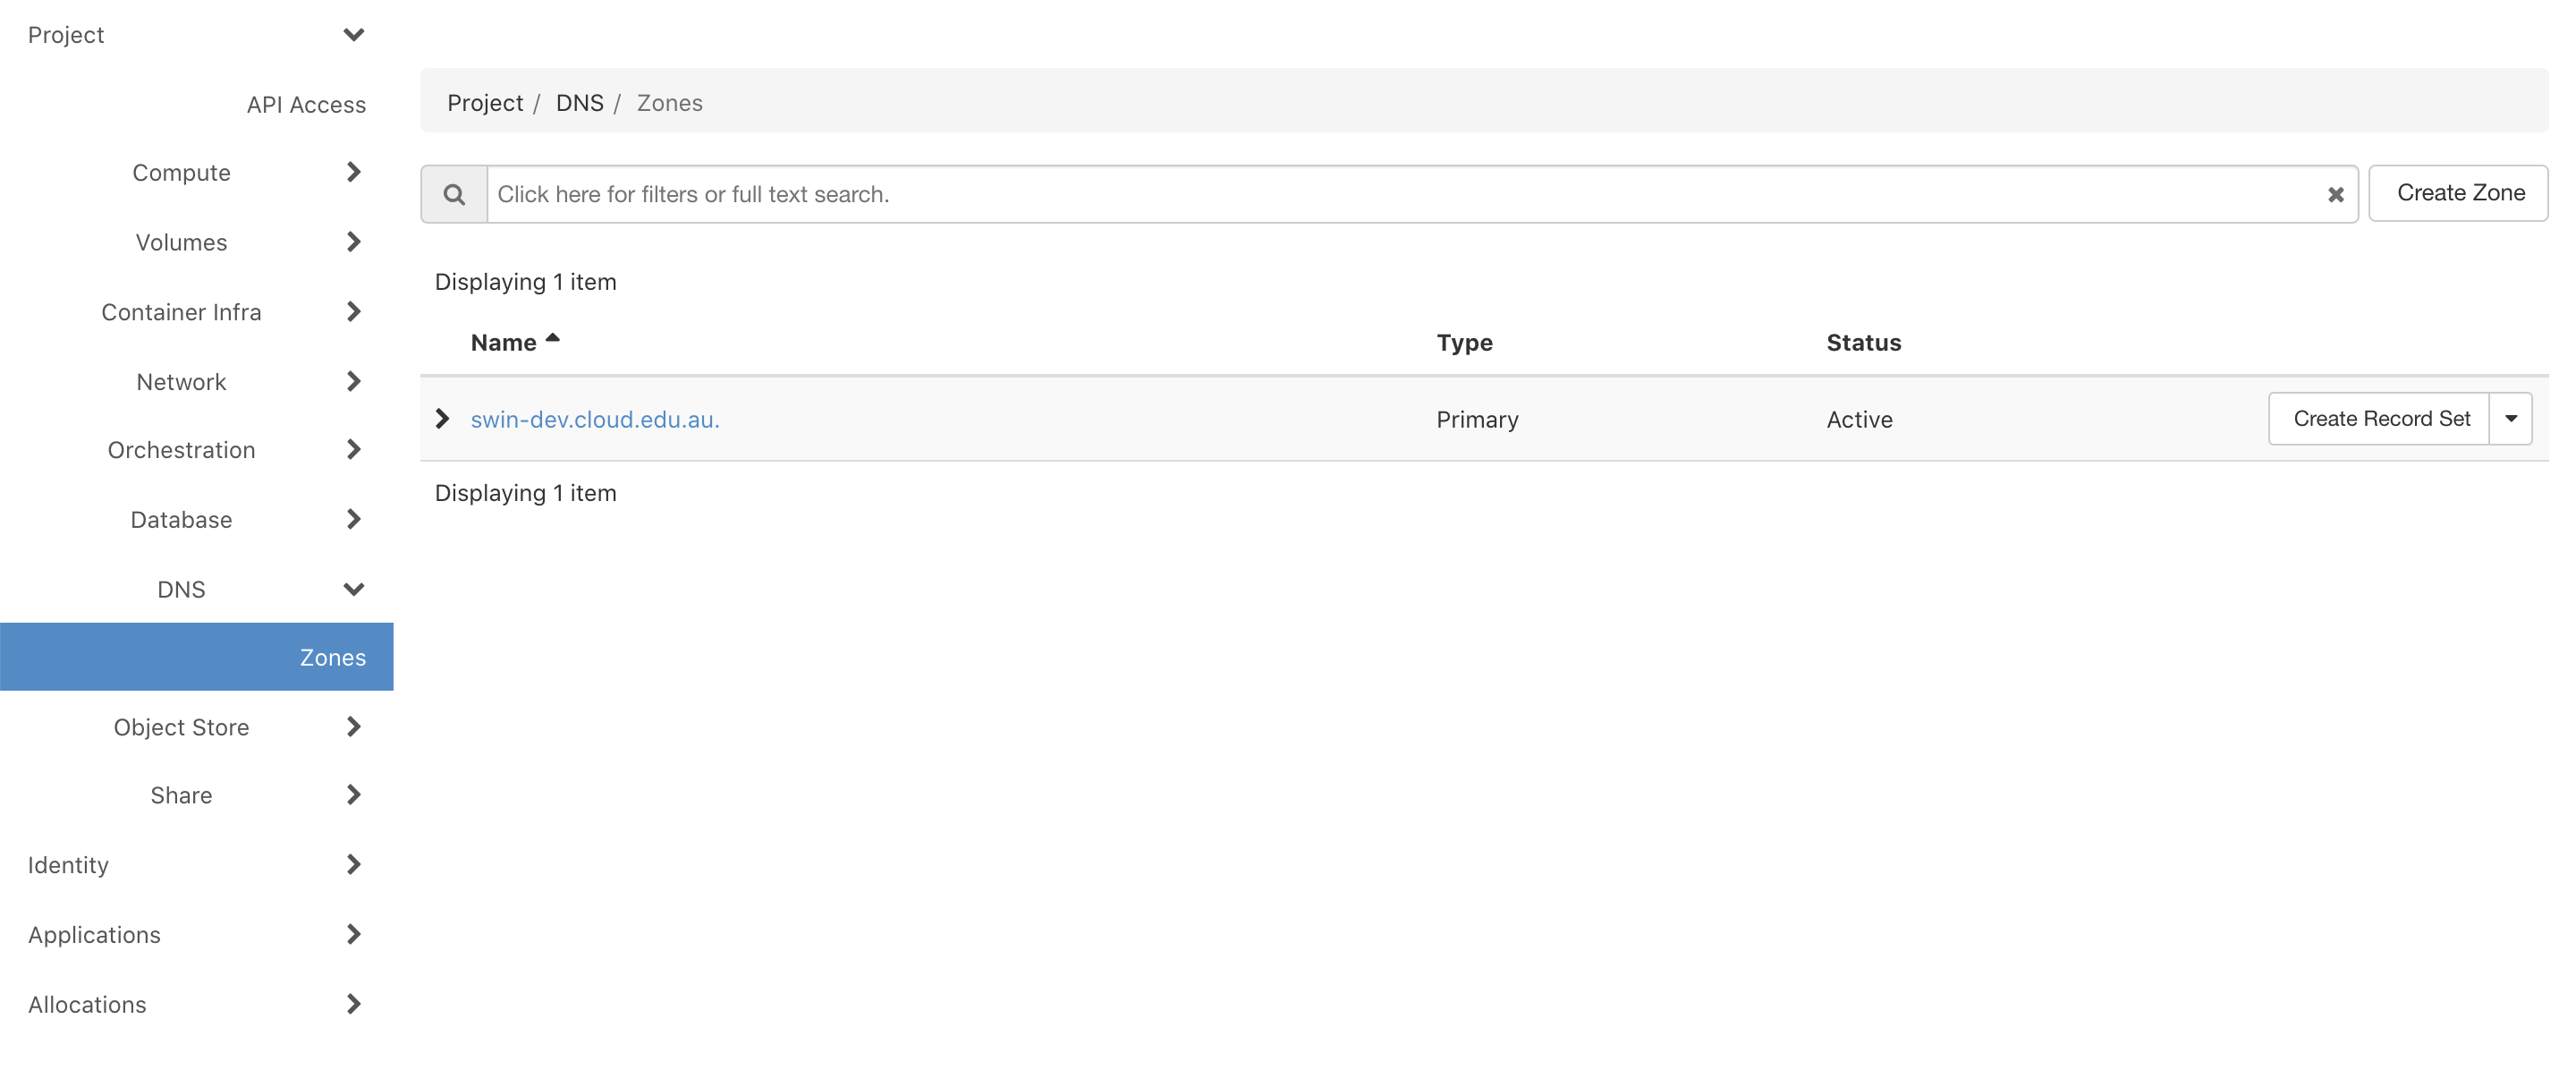 Project
API Access
Compute
Volumes
Container Infra
Network
Orchestration
Database
DNS
Zones
Object Store
Share
Identity
Applications
Allocations
Project / DNS / Zones
Click here for filters or full text search.
Create Zone
Displaying 1 item
Name Type Status
swin-dev.cloud.edu.au. Primary Active Create Record Set
Displaying 1 item